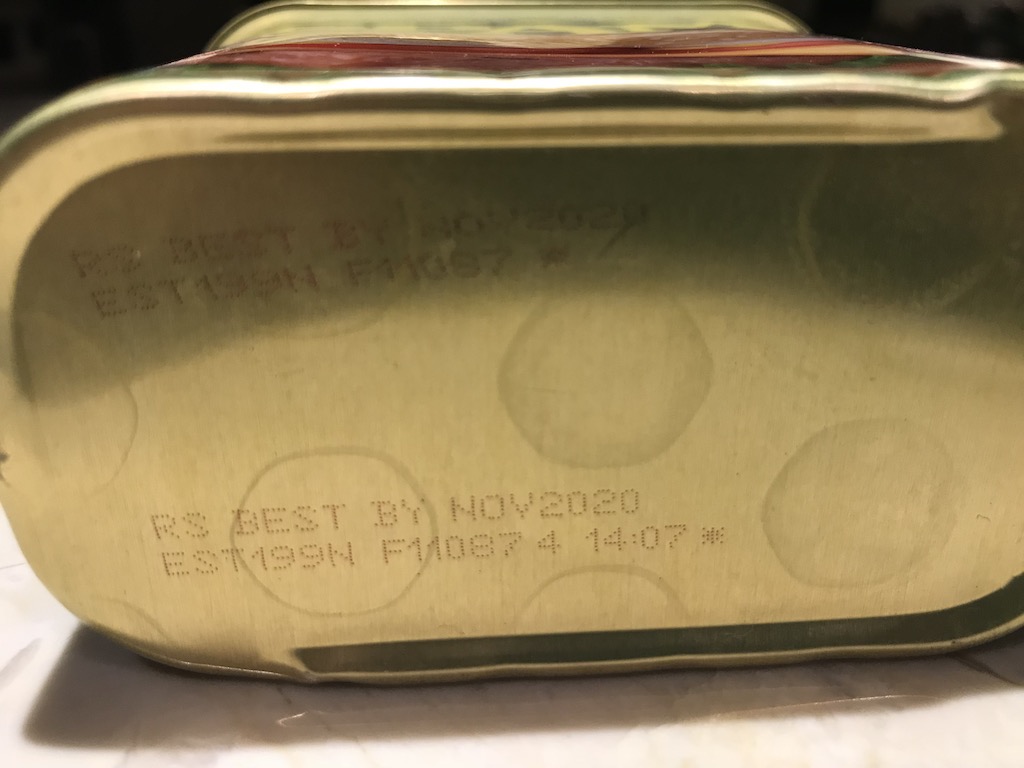 RS BEST BY NOV2020
EST199N F11087 *
RS BEST BY NOV2020
EST199N F11087 4 14:07 *